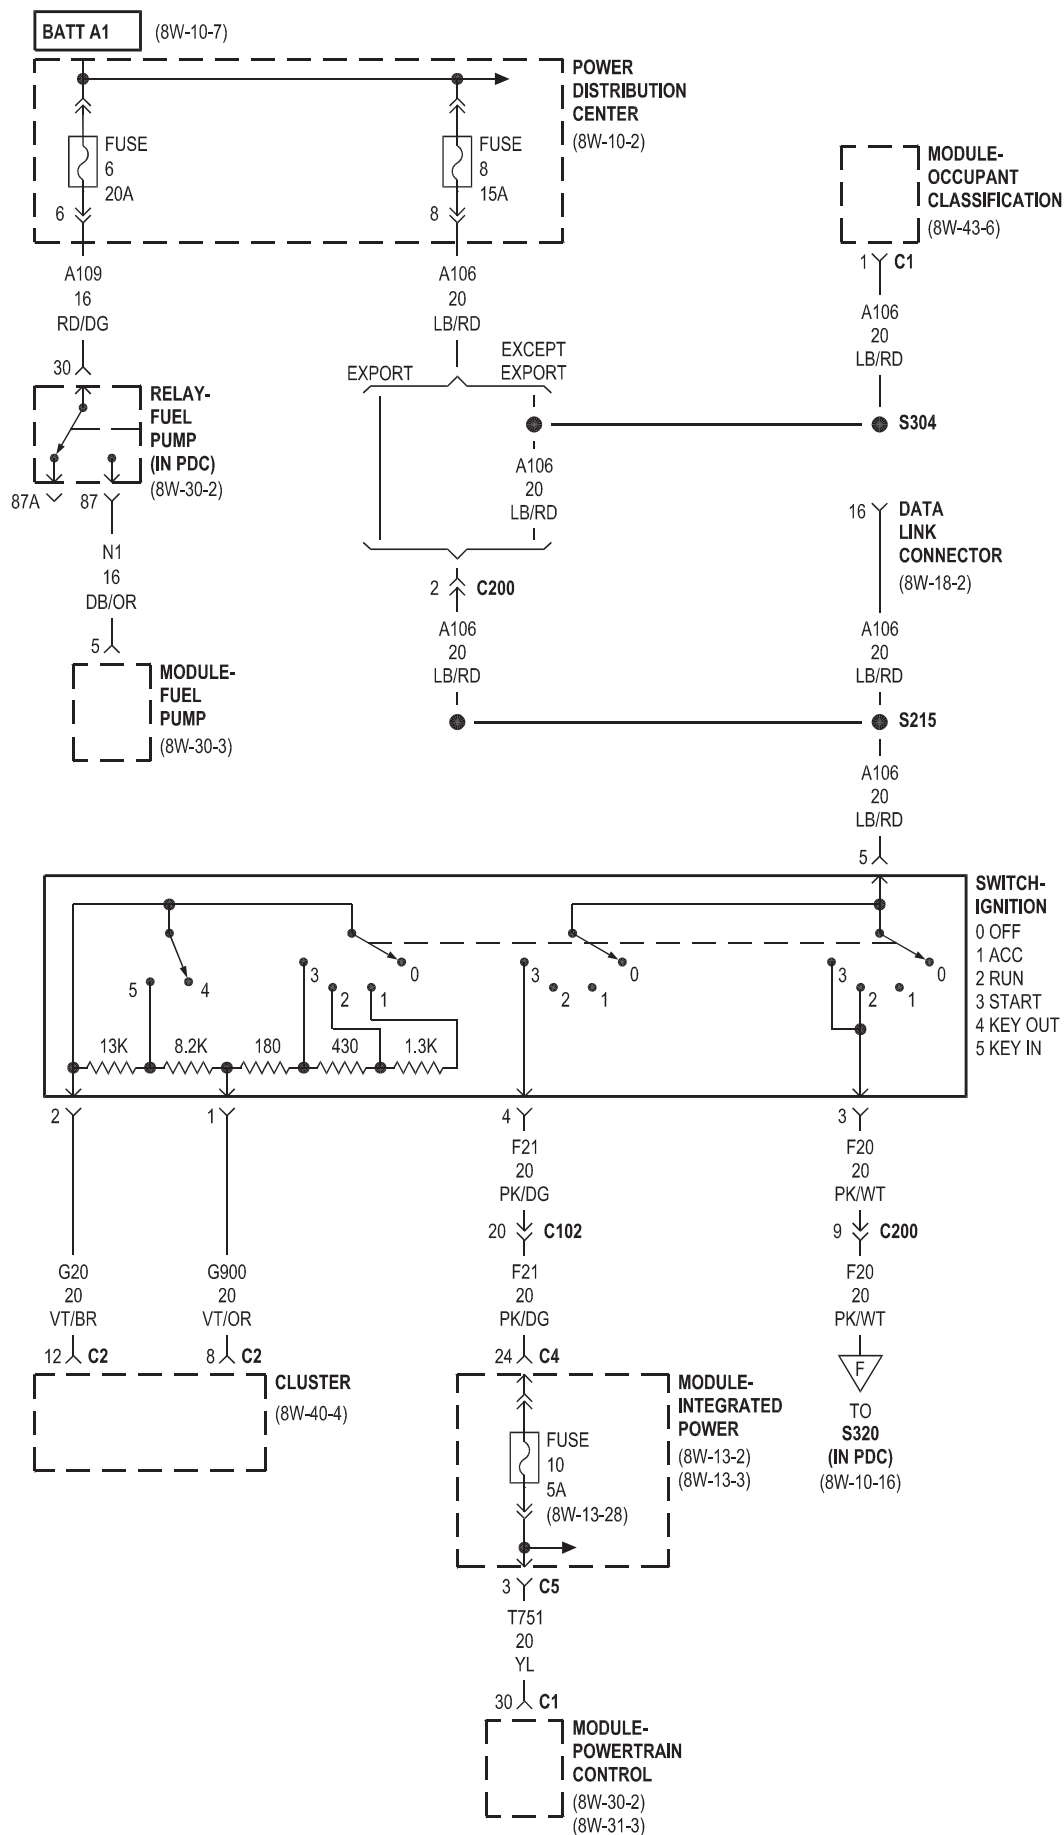 BATT A1 (8W-10-7)
POWER
DISTRIBUTION
CENTER
(8W-10-2)
FUSE
6
20A
6
FUSE
8
15A
8
MODULE-
OCCUPANT
CLASSIFICATION
(8W-43-6)
1 C1
A106
20
LB/RD
S304
A109
16
RD/DG
30
RELAY-
FUEL
PUMP
(IN PDC)
(8W-30-2)
87A 87
N1
16
DB/OR
5
MODULE-
FUEL
PUMP
(8W-30-3)
A106
20
LB/RD
EXPORT
EXCEPT
EXPORT
A106
20
LB/RD
2 C200
A106
20
LB/RD
16 DATA
LINK
CONNECTOR
(8W-18-2)
A106
20
LB/RD
S215
A106
20
LB/RD
5
SWITCH-
IGNITION
0 OFF
1 ACC
2 RUN
3 START
4 KEY OUT
5 KEY IN
5 4
3 2 1 0
3 2 1 0
3 2 1 0
13K 8.2K 180 430 1.3K
2 1 4 3
G20
20
VT/BR
12 C2
G900
20
VT/OR
8 C2
CLUSTER
(8W-40-4)
F21
20
PK/DG
20 C102
F21
20
PK/DG
24 C4
F20
20
PK/WT
9 C200
F20
20
PK/WT
F
TO
S320
(IN PDC)
(8W-10-16)
MODULE-
INTEGRATED
POWER
(8W-13-2)
(8W-13-3)
FUSE
10
5A
(8W-13-28)
3 C5
T751
20
YL
30 C1
MODULE-
POWERTRAIN
CONTROL
(8W-30-2)
(8W-31-3)